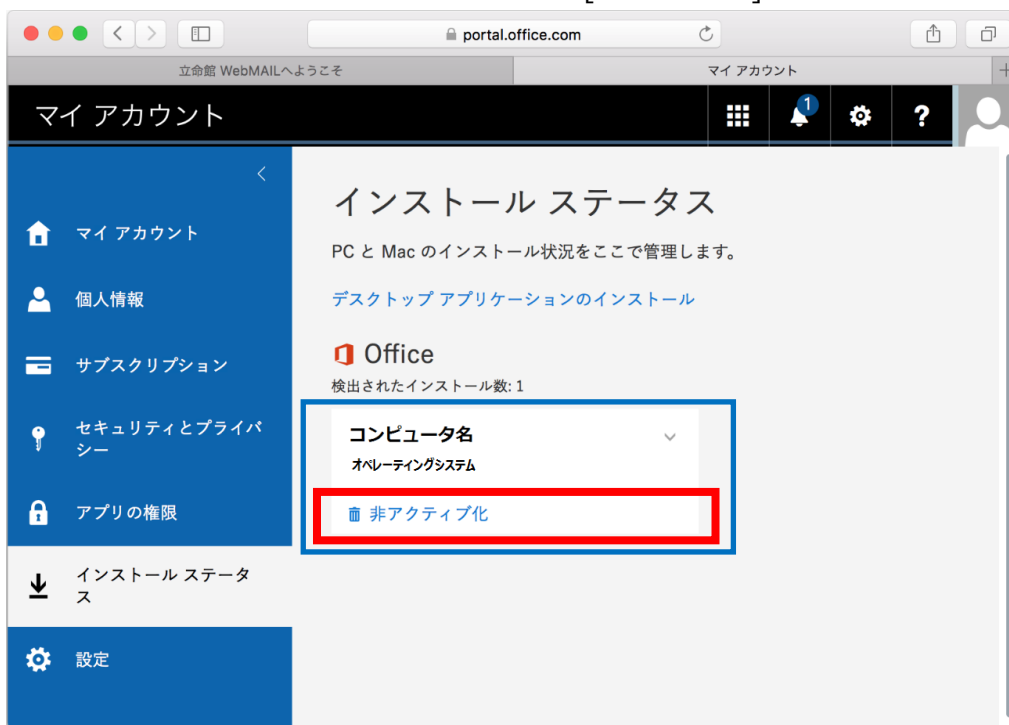 portal.office.com
立命館 WebMAILへようこそ
マイ アカウント
マイ アカウント
1
?
インストール ステータス
PC と Mac のインストール状況をここで管理します。
デスクトップ アプリケーションのインストール
Office
検出されたインストール数: 1
コンピュータ名
オペレーティングシステム
非アクティブ化
マイ アカウント
個人情報
サブスクリプション
セキュリティとプライバ
シー
アプリの権限
インストール ステータ
ス
設定